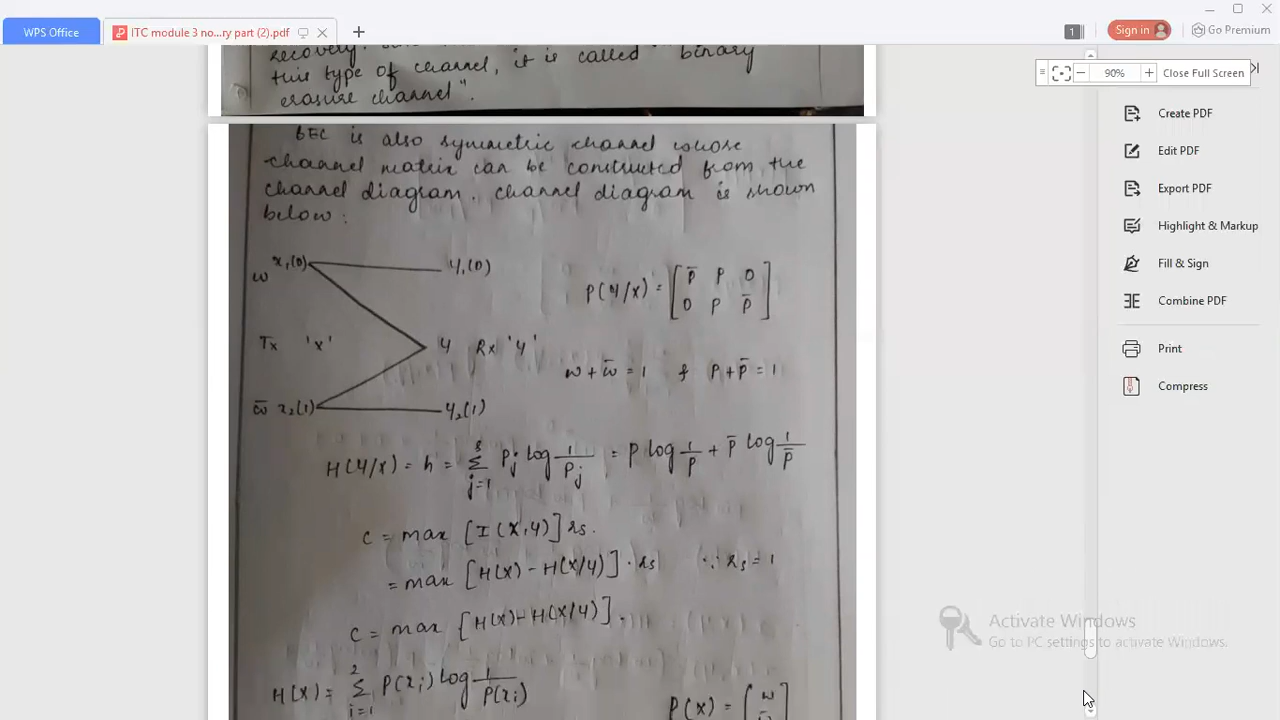 WPS Office
ITC module 3 no...ry part (2).pdf
1
Sign in
Go Premium
90%
Close Full Screen
recovery.
this type of channel, it is called binary
erasure channel".
BEC is also symmetric channel whose
channel matrix can be constructed from the
channel diagram. channel diagram is shown
below:
w x₁(0) y₁(0)
P(Y/X) = [p̄ p 0
0 p p̄]
Tx 'X' y Rx 'Y'
w + w̄ = 1 & p + p̄ = 1
w̄ x₂(1) y₂(1)
H(Y/X) = h = Σ_{j=1}^{s} Pj log 1/Pj = p log 1/p + p̄ log 1/p̄
C = max [I(X,Y)] rs.
= max [H(X) - H(X/Y)] . rs ∵ rs = 1
C = max [H(X) - H(X/Y)].
H(X) = Σ_{i=1}^{2} P(xi) log 1/P(xi)
P(X) = [w
w̄]
Create PDF
Edit PDF
Export PDF
Highlight & Markup
Fill & Sign
Combine PDF
Print
Compress
Activate Windows
Go to PC settings to activate Windows.